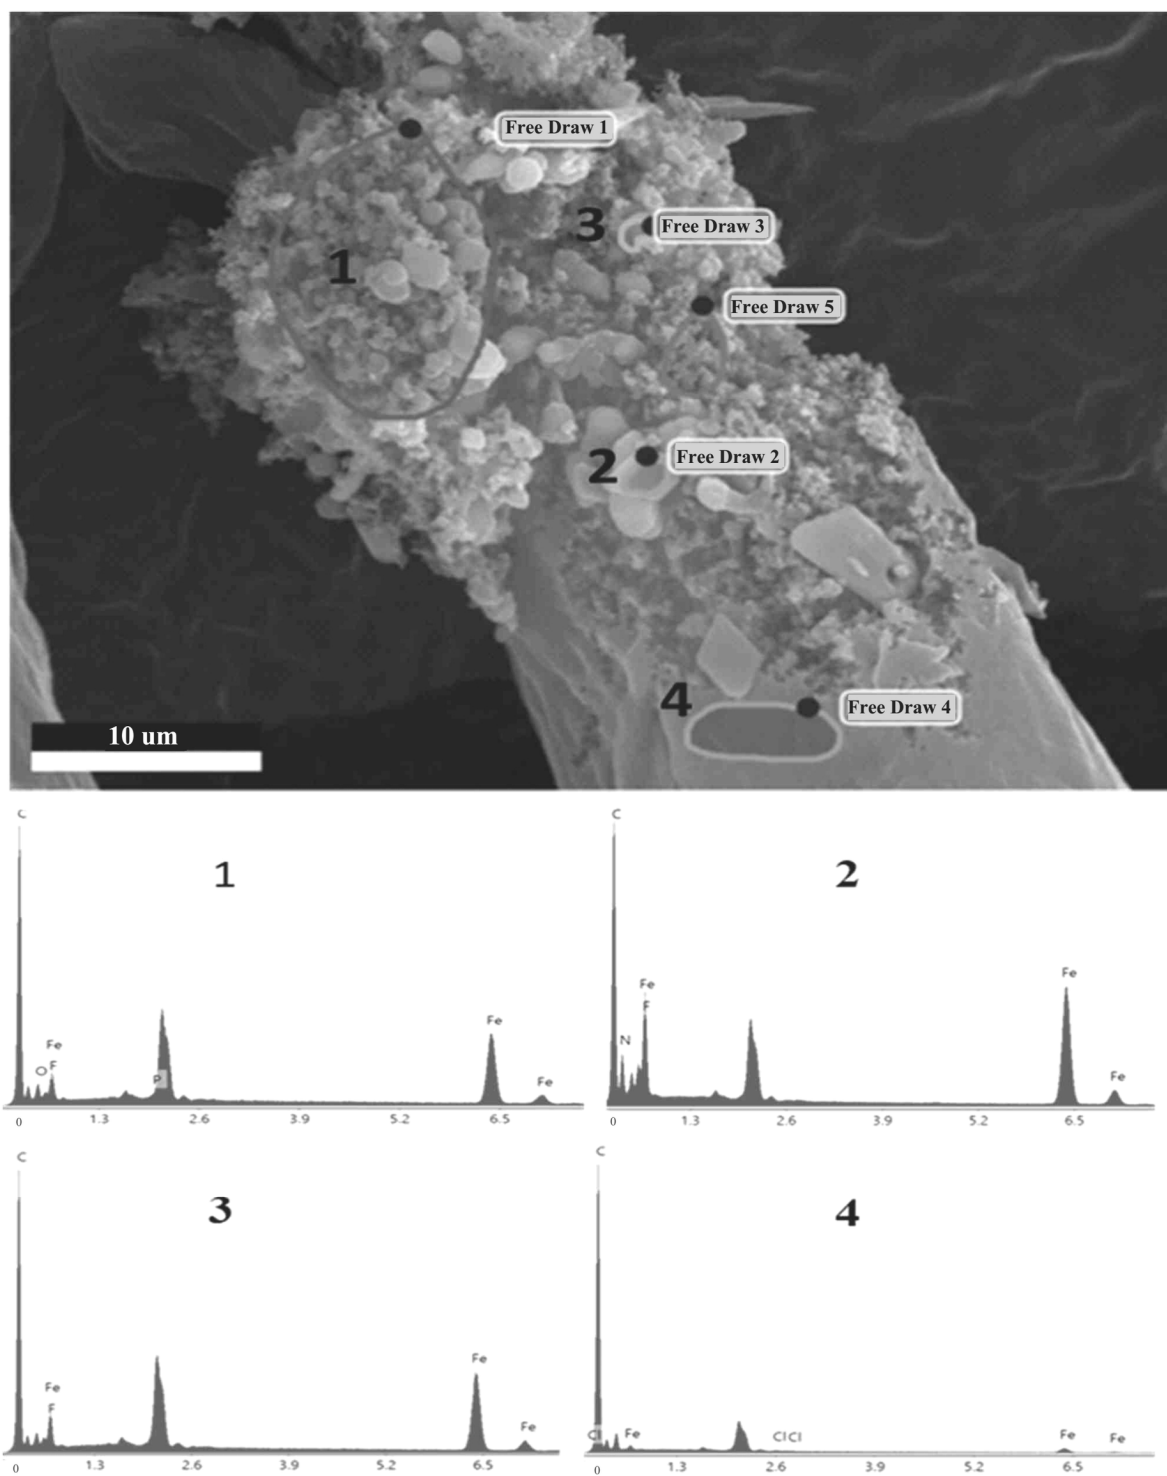 Free Draw 1
3
Free Draw 3
1
Free Draw 5
2
Free Draw 2
4
Free Draw 4
10 um
C
1
Fe
O
F
P
Fe
Fe
0 1.3 2.6 3.9 5.2 6.5
C
2
Fe
F
N
Fe
Fe
0 1.3 2.6 3.9 5.2 6.5
C
3
Fe
F
Fe
Fe
0 1.3 2.6 3.9 5.2 6.5
C
4
Cl
Fe
ClCl
Fe
Fe
0 1.3 2.6 3.9 5.2 6.5